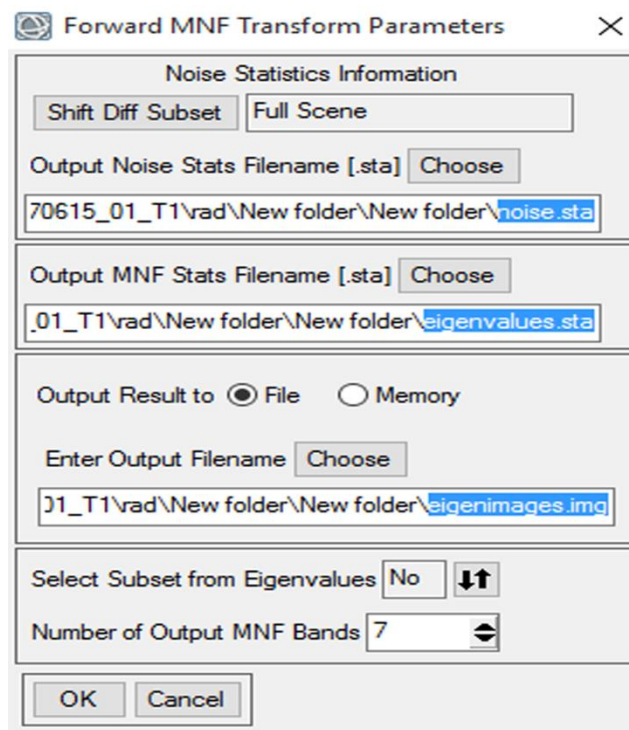 Forward MNF Transform Parameters
Noise Statistics Information
Shift Diff Subset Full Scene
Output Noise Stats Filename [.sta] Choose
70615_01_T1\rad\New folder\New folder\noise.sta
Output MNF Stats Filename [.sta] Choose
_01_T1\rad\New folder\New folder\eigenvalues.sta
Output Result to File Memory
Enter Output Filename Choose
01_T1\rad\New folder\New folder\eigenimages.img
Select Subset from Eigenvalues No
Number of Output MNF Bands 7
OK Cancel